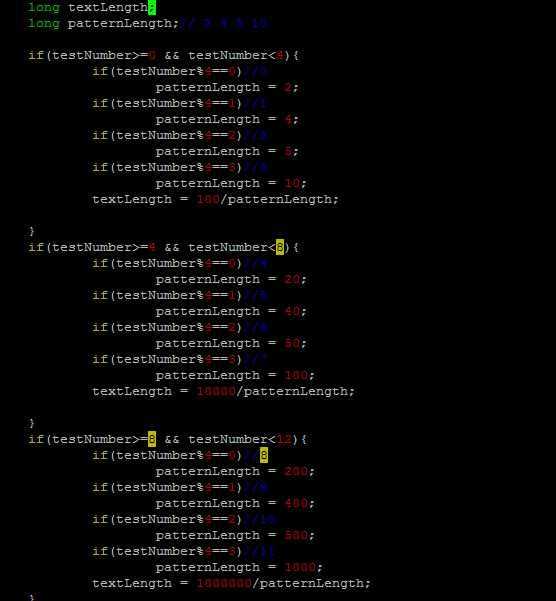 long textLength;
long patternLength;// 2 4 5 10
if(testNumber>=0 && testNumber<4){
if(testNumber%4==0)//0
patternLength = 2;
if(testNumber%4==1)//1
patternLength = 4;
if(testNumber%4==2)//2
patternLength = 5;
if(testNumber%4==3)//3
patternLength = 10;
textLength = 100/patternLength;
}
if(testNumber>=4 && testNumber<8){
if(testNumber%4==0)//4
patternLength = 20;
if(testNumber%4==1)//5
patternLength = 40;
if(testNumber%4==2)//6
patternLength = 50;
if(testNumber%4==3)//7
patternLength = 100;
textLength = 10000/patternLength;
}
if(testNumber>=8 && testNumber<12){
if(testNumber%4==0)//8
patternLength = 200;
if(testNumber%4==1)//9
patternLength = 400;
if(testNumber%4==2)//10
patternLength = 500;
if(testNumber%4==3)//11
patternLength = 1000;
textLength = 1000000/patternLength;
}